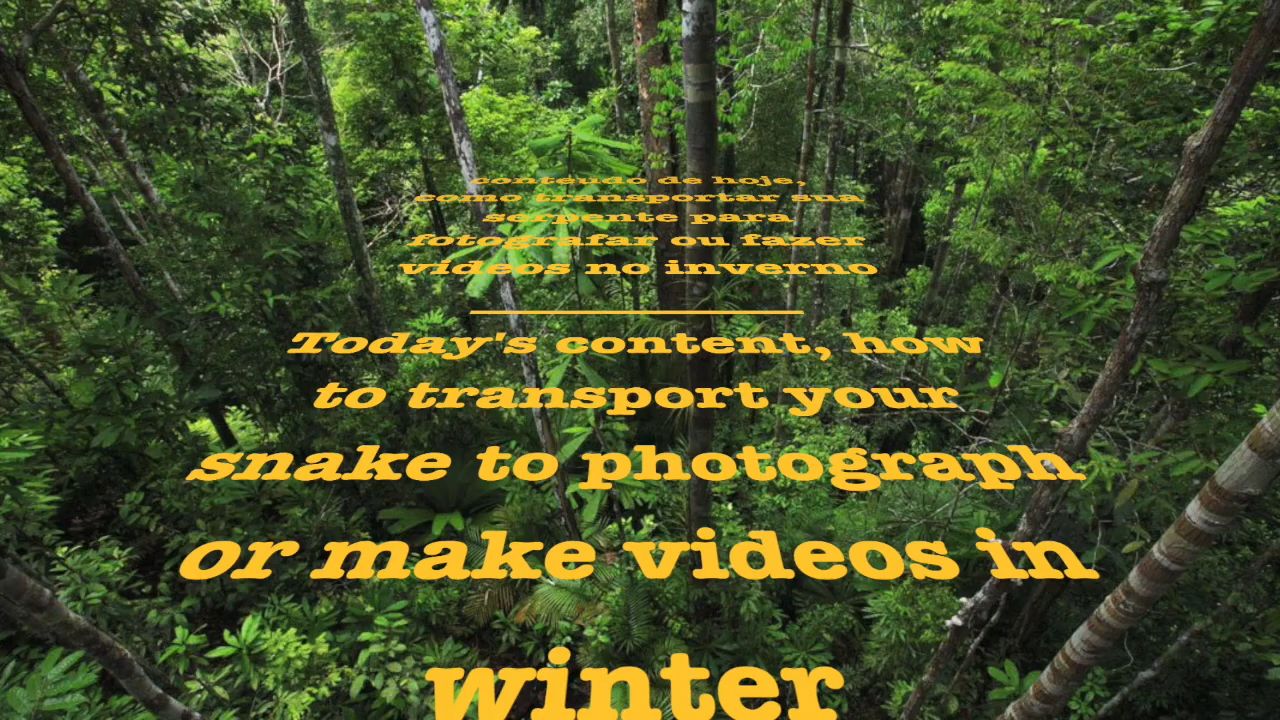 conteudo de hoje,
como transportar sua
serpente para
fotografar ou fazer
videos no inverno
Today's content, how
to transport your
snake to photograph
or make videos in
winter